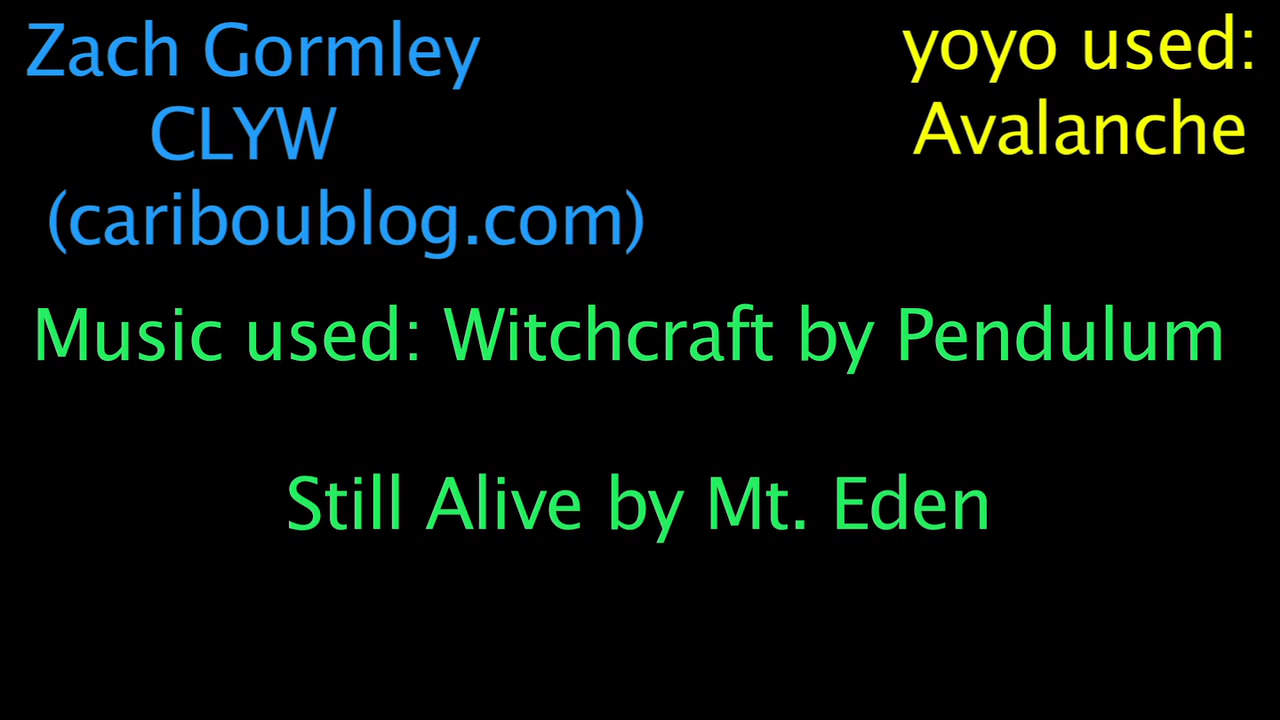 Zach Gormley
CLYW
(cariboublog.com)
yoyo used:
Avalanche
Music used: Witchcraft by Pendulum
Still Alive by Mt. Eden